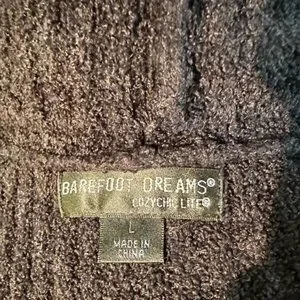 BAREFOOT DREAMS®
COZYCHIC LITE®
L
MADE IN
CHINA